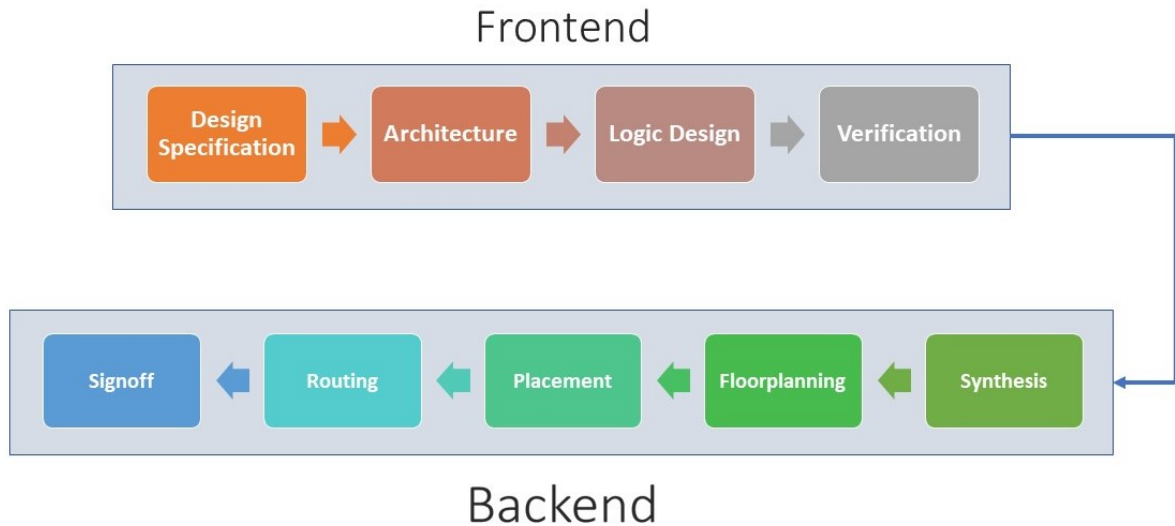 Frontend
Design
Specification
Architecture
Logic Design
Verification
Signoff
Routing
Placement
Floorplanning
Synthesis
Backend